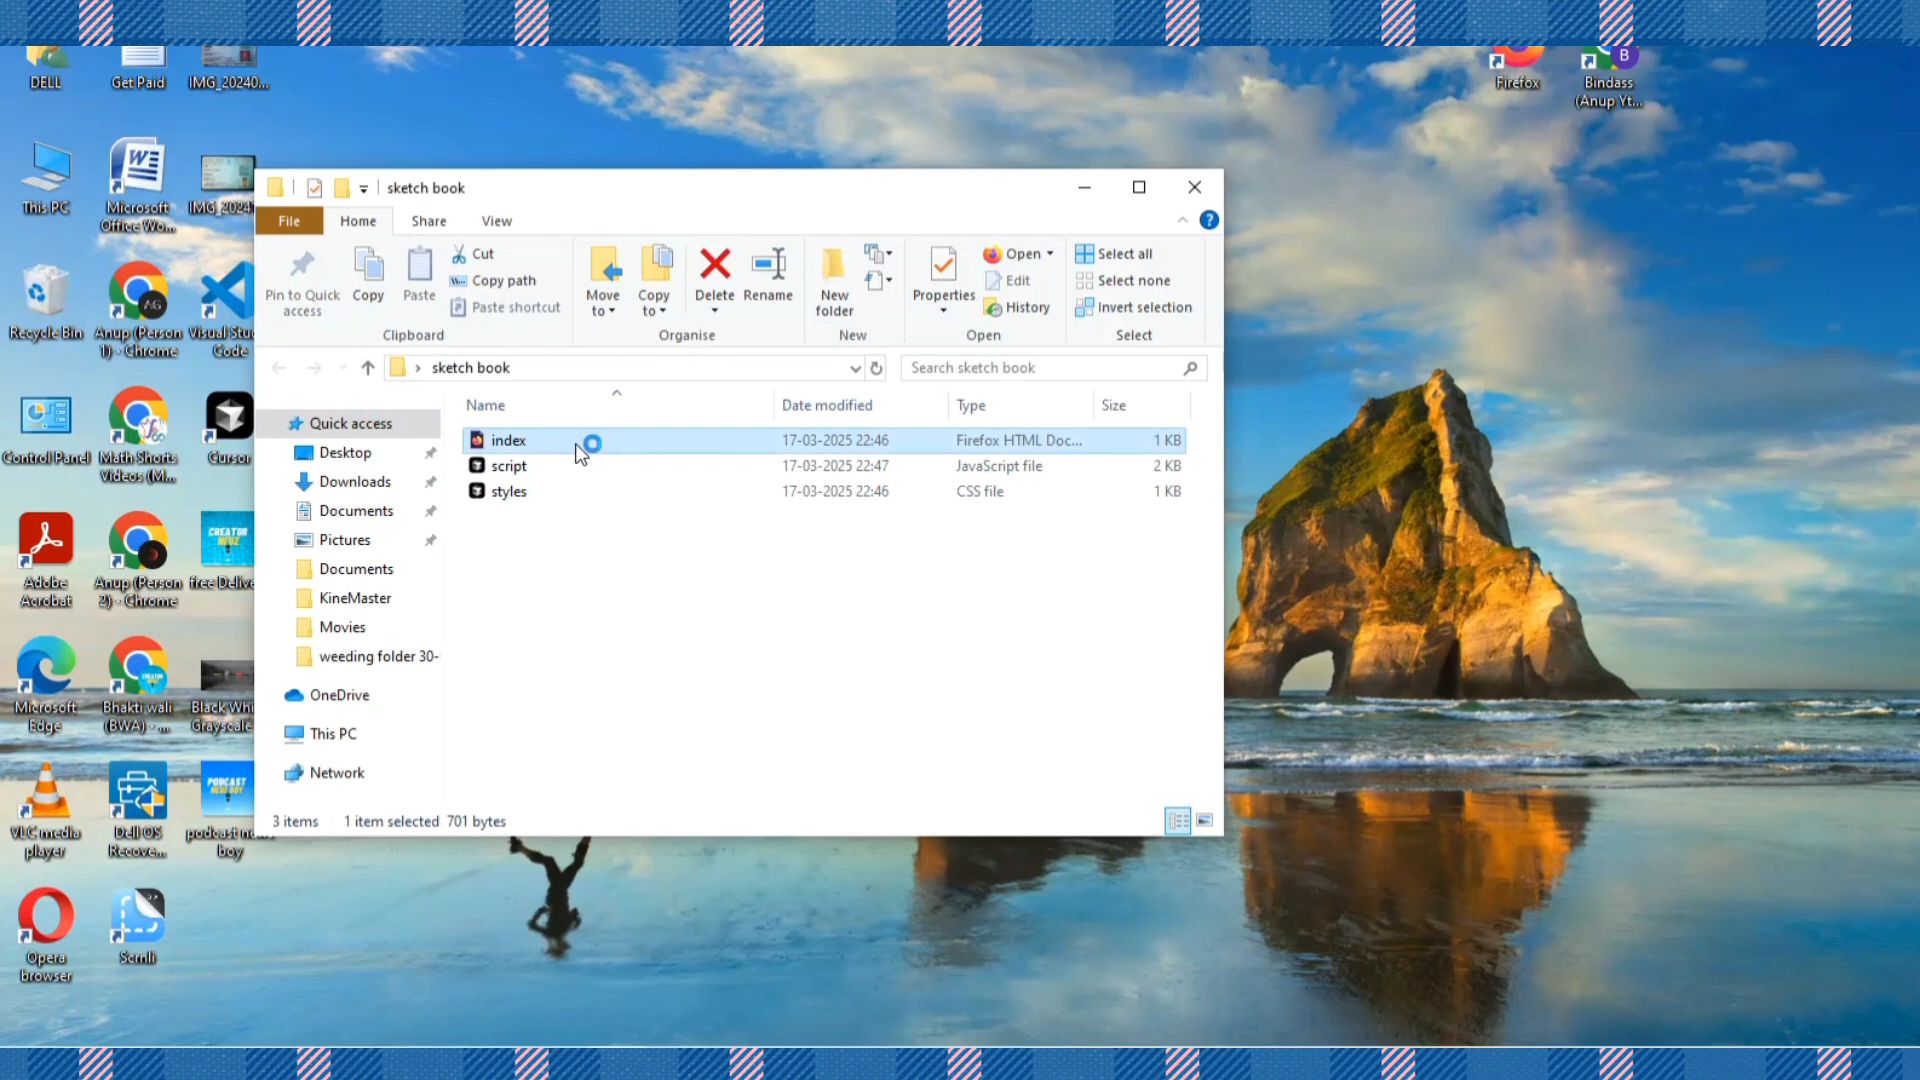 DELL
Get Paid
IMG_20240...
Firefox
Bindass
(Anup Yt...
B
This PC
Microsoft
Office Wo...
Recycle Bin
AG
Anup (Person
1) - Chrome
Code
Control Panel
Math Shorts
Videos (M...
Cursor
Adobe
Acrobat
Anup (Person
2) - Chrome
CREATOR
Microsoft
Edge
Bhakti wali
(BWA) - ...
Grayscale
VLC media
player
Dell OS
Recove...
PODCAST
boy
Opera
browser
Scrnli
sketch book
File
Home
Share
View
Pin to Quick
access
Copy
Paste
Cut
Copy path
Paste shortcut
Clipboard
Move
to
Copy
to
Delete
Rename
Organise
New
folder
New
Properties
Open
Edit
History
Open
Select all
Select none
Invert selection
Select
sketch book
Search sketch book
Quick access
Desktop
Downloads
Documents
Pictures
Documents
KineMaster
Movies
weeding folder 30-
OneDrive
This PC
Network
Name Date modified Type Size
index 17-03-2025 22:46 Firefox HTML Doc... 1 KB
script 17-03-2025 22:47 JavaScript file 2 KB
styles 17-03-2025 22:46 CSS file 1 KB
3 items 1 item selected 701 bytes